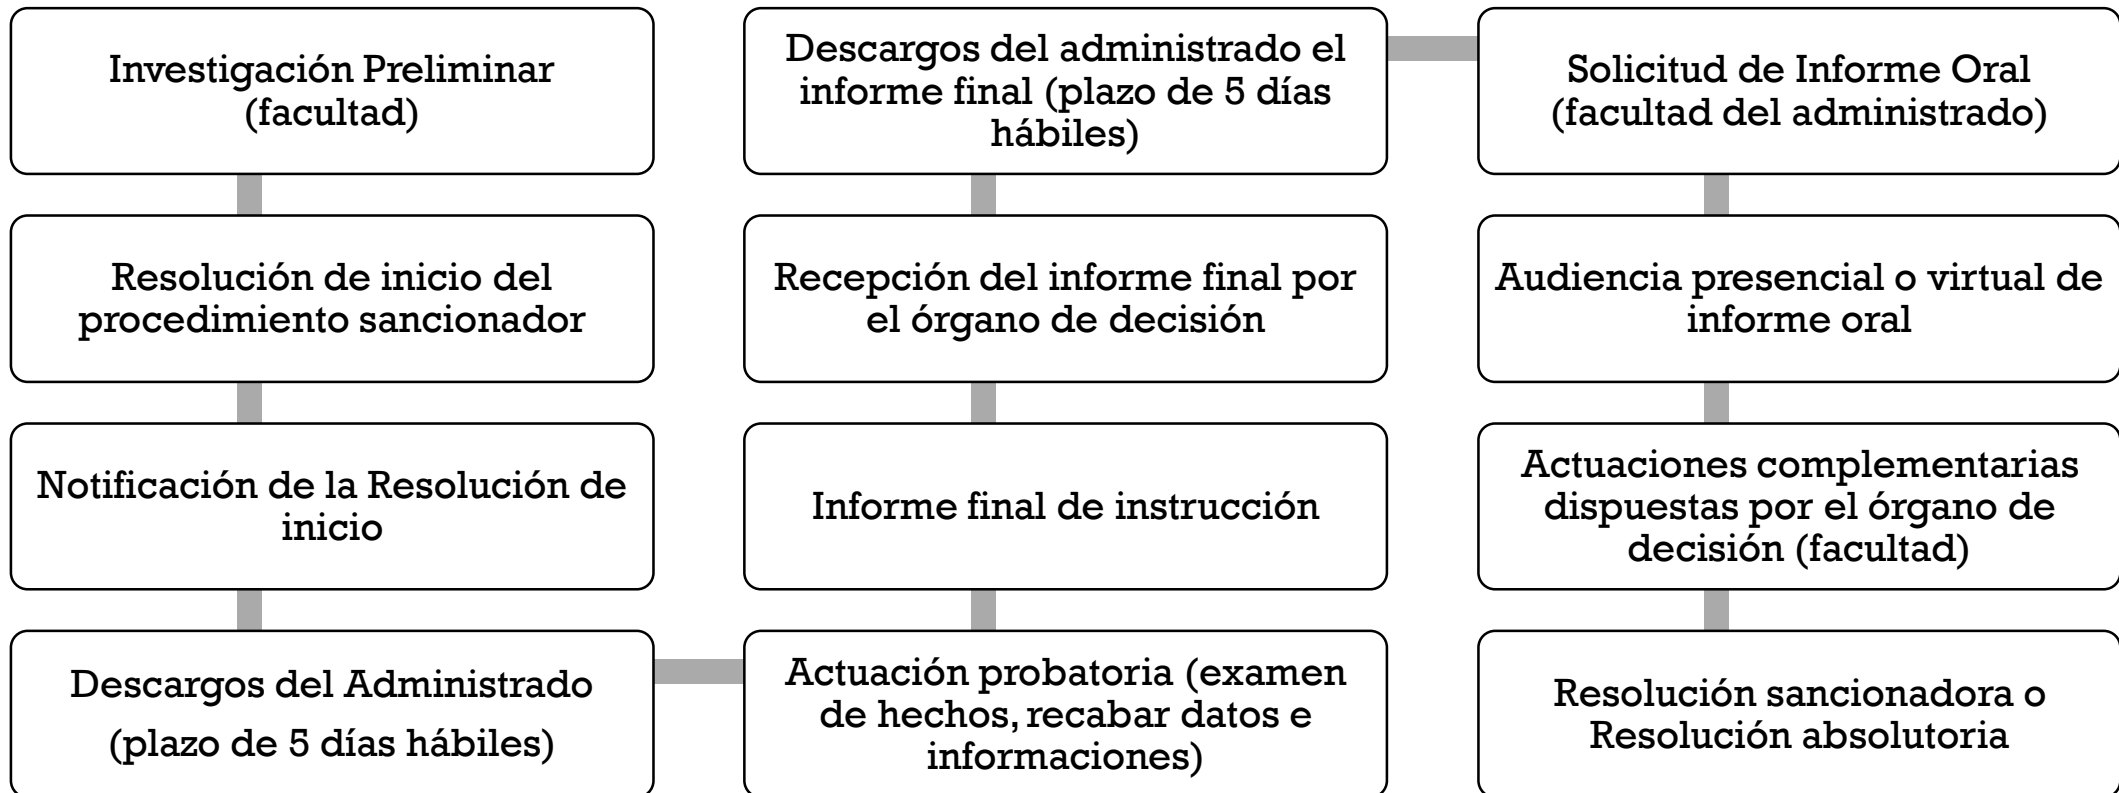 Investigación Preliminar
(facultad)
Resolución de inicio del
procedimiento sancionador
Notificación de la Resolución de
inicio
Descargos del Administrado
(plazo de 5 días hábiles)
Actuación probatoria (examen
de hechos, recabar datos e
informaciones)
Informe final de instrucción
Recepción del informe final por
el órgano de decisión
Descargos del administrado el
informe final (plazo de 5 días
hábiles)
Solicitud de Informe Oral
(facultad del administrado)
Audiencia presencial o virtual de
informe oral
Actuaciones complementarias
dispuestas por el órgano de
decisión (facultad)
Resolución sancionadora o
Resolución absolutoria